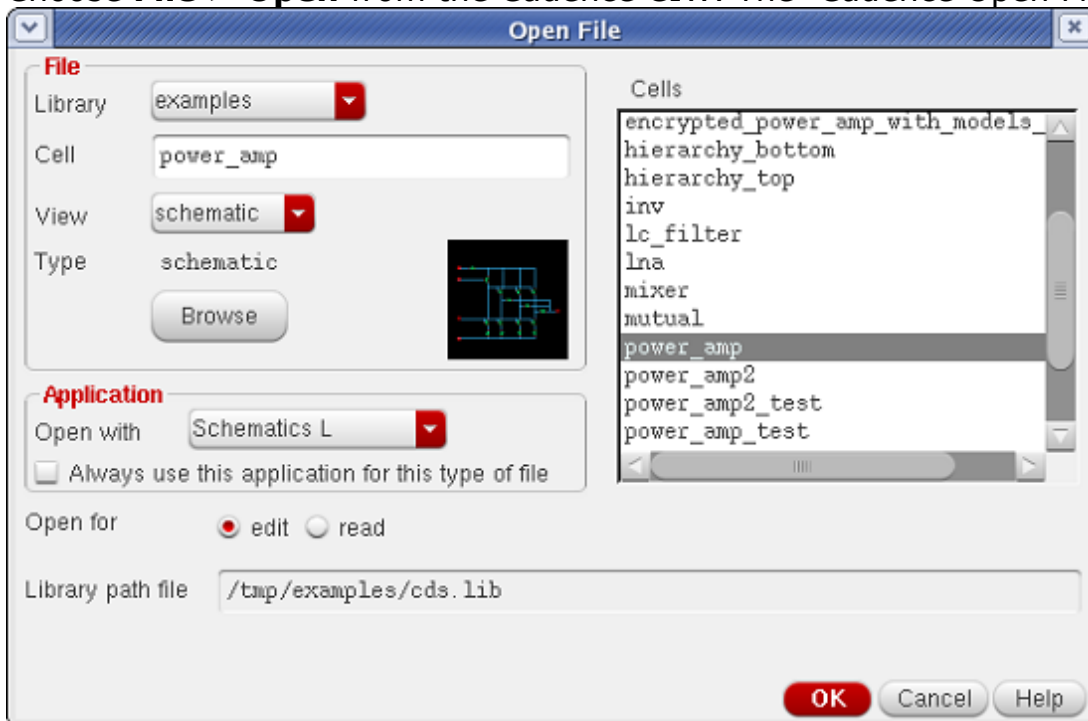 Open File
File
Library examples
Cell power_amp
View schematic
Type schematic
Browse
Cells
encrypted_power_amp_with_models_
hierarchy_bottom
hierarchy_top
inv
lc_filter
lna
mixer
mutual
power_amp
power_amp2
power_amp2_test
power_amp_test
Application
Open with Schematics L
Always use this application for this type of file
Open for edit read
Library path file /tmp/examples/cds.lib
OK Cancel Help